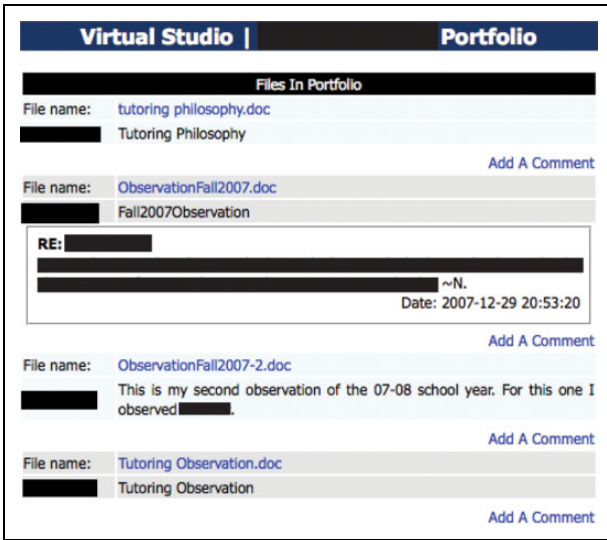 Virtual Studio | Portfolio
Files In Portfolio
File name: tutoring philosophy.doc
Tutoring Philosophy
Add A Comment
File name: ObservationFall2007.doc
Fall2007Observation
RE:
~N.
Date: 2007-12-29 20:53:20
Add A Comment
File name: ObservationFall2007-2.doc
This is my second observation of the 07-08 school year. For this one I
observed .
Add A Comment
File name: Tutoring Observation.doc
Tutoring Observation
Add A Comment